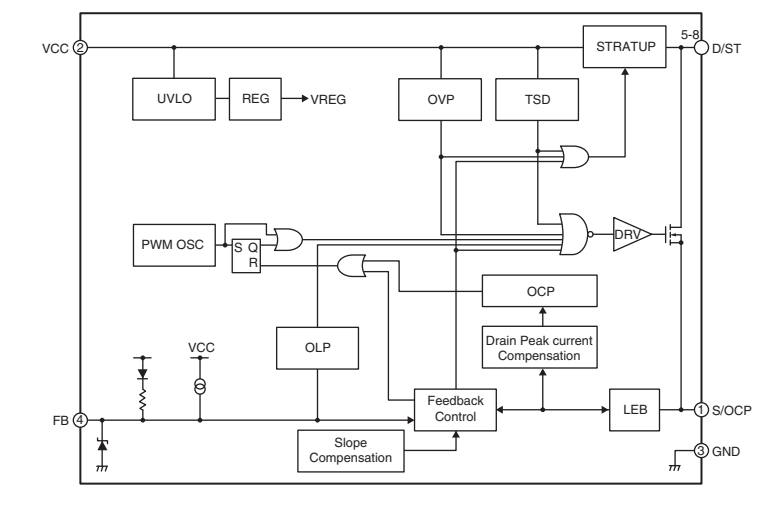 5-8
VCC 2
STRATUP
D/ST
UVLO
REG
VREG
OVP
TSD
PWM OSC
S Q
R
DRV
OCP
OLP
Drain Peak current
Compensation
VCC
FB 4
Feedback
Control
LEB
1 S/OCP
Slope
Compensation
3 GND